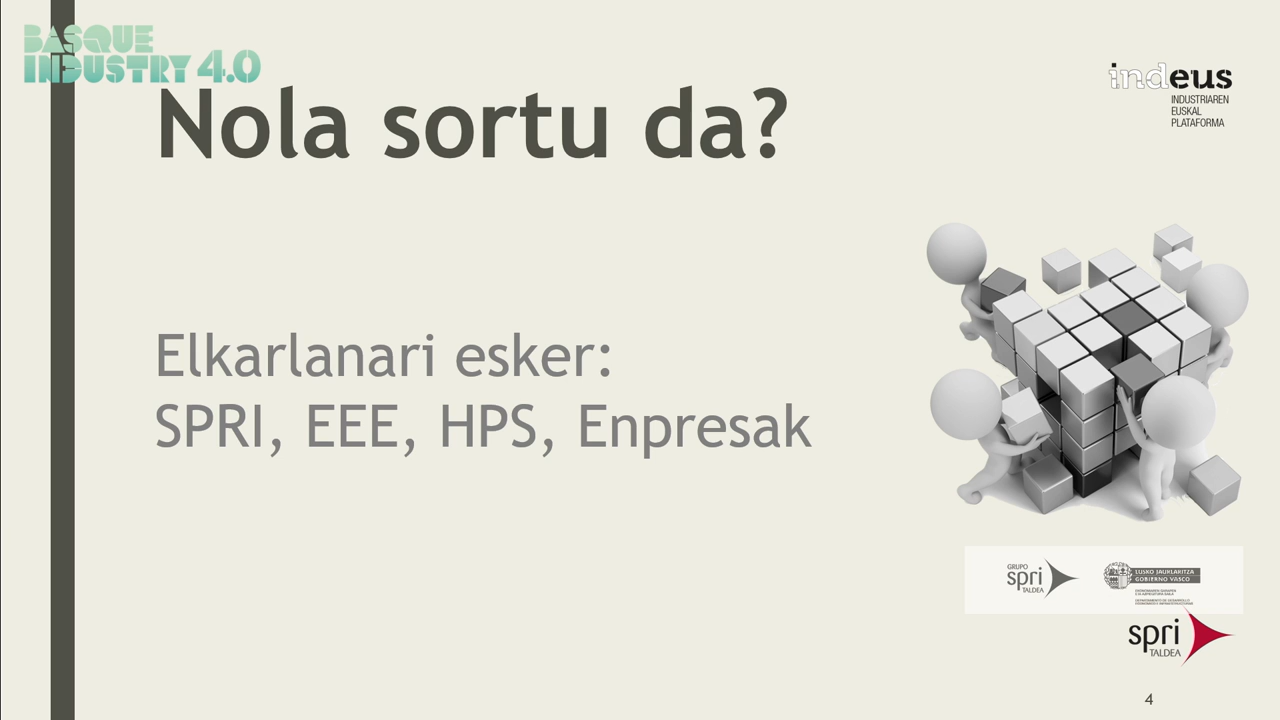 BASQUE
INDUSTRY 4.0
Nola sortu da?
indeus
INDUSTRIAREN
EUSKAL
PLATAFORMA
Elkarlanari esker:
SPRI, EEE, HPS, Enpresak
GRUPO
spri
TALDEA
EUSKO JAURLARITZA
GOBIERNO VASCO
spri
TALDEA
4